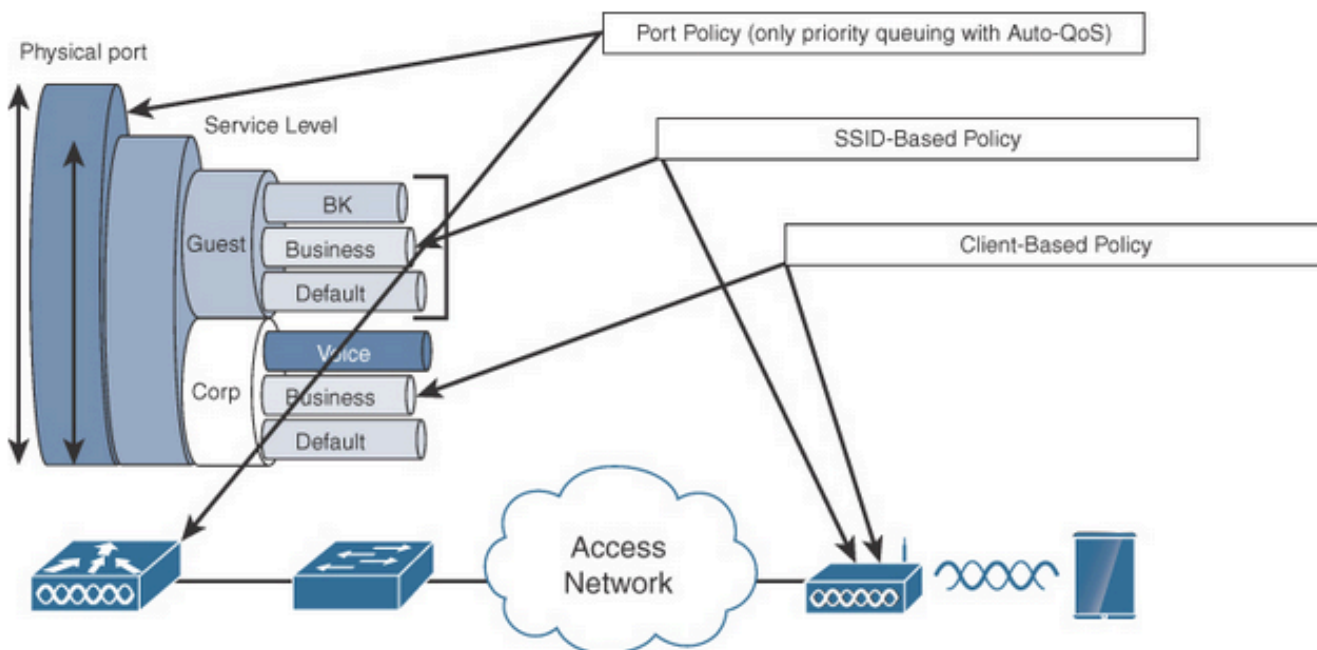 Port Policy (only priority queuing with Auto-QoS)
Physical port
Service Level
SSID-Based Policy
BK
Guest
Business
Client-Based Policy
Default
Voice
Corp
Business
Default
Access
Network